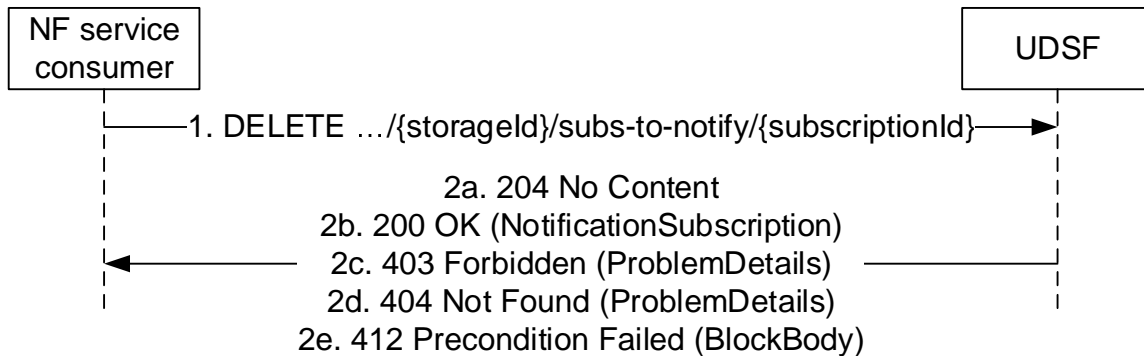 NF service
consumer
UDSF
1. DELETE …/{storageId}/subs-to-notify/{subscriptionId}
2a. 204 No Content
2b. 200 OK (NotificationSubscription)
2c. 403 Forbidden (ProblemDetails)
2d. 404 Not Found (ProblemDetails)
2e. 412 Precondition Failed (BlockBody)